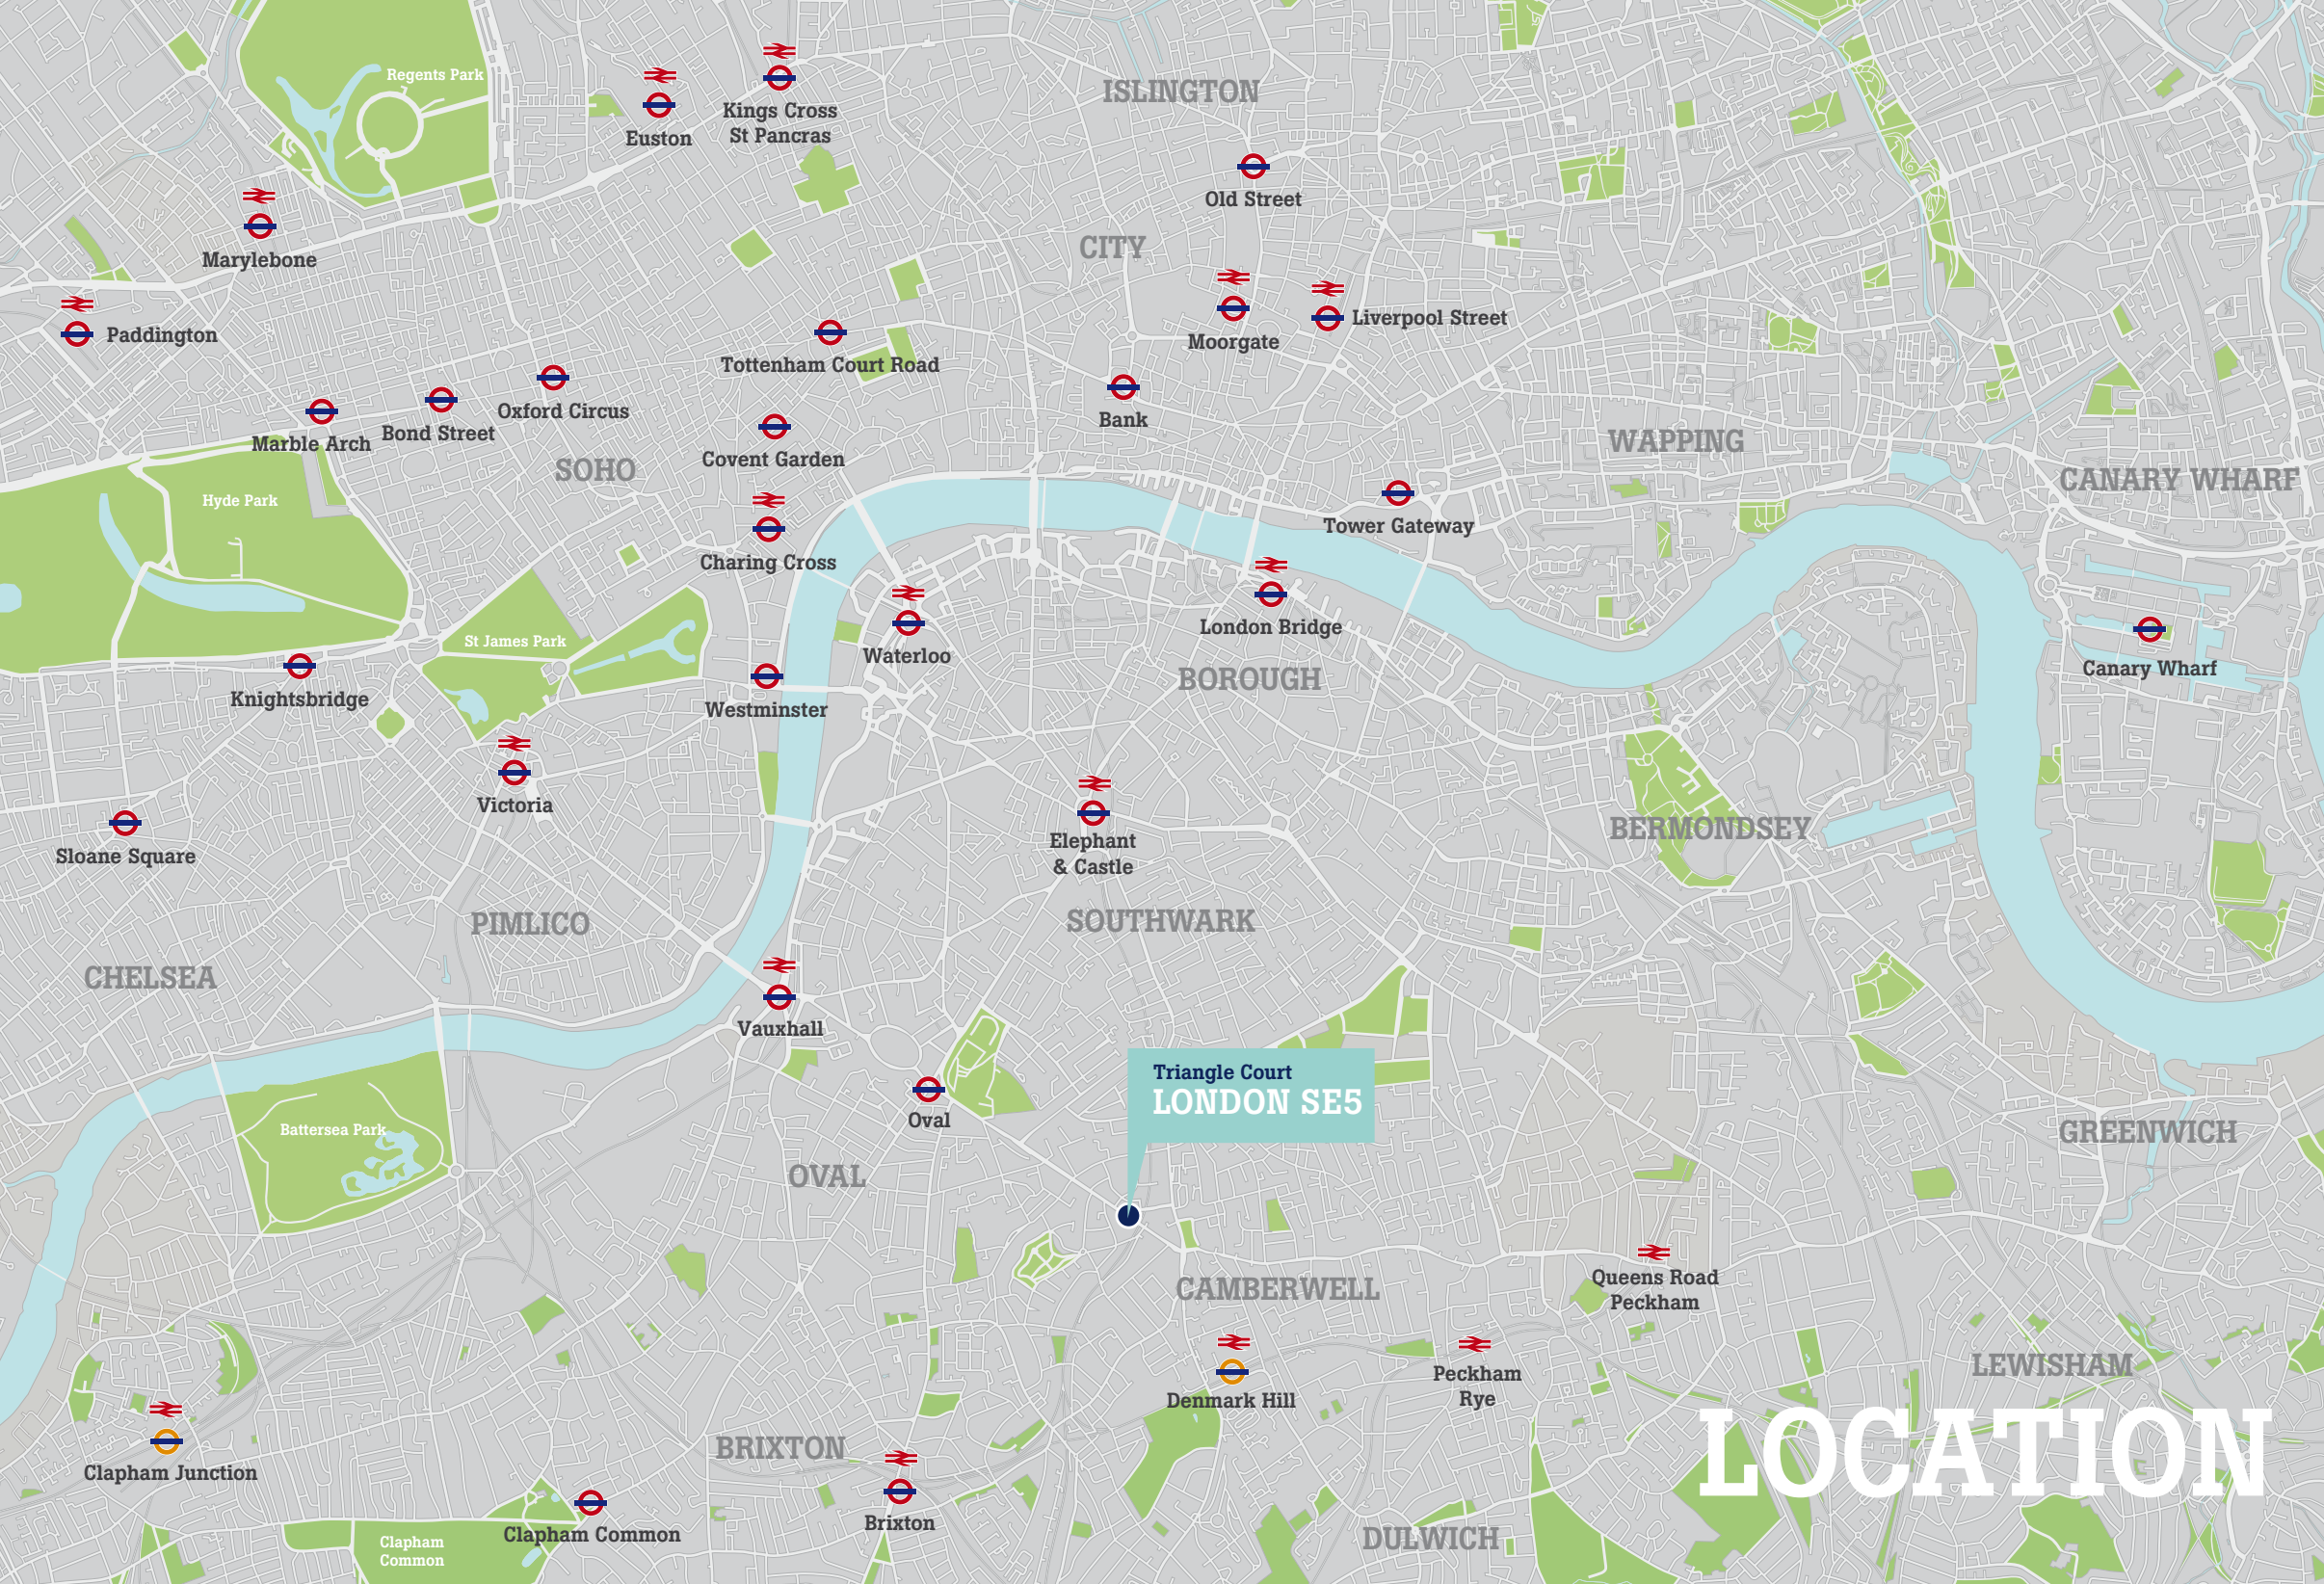 Regents Park
Kings Cross
St Pancras
Euston
ISLINGTON
Old Street
Marylebone
CITY
Paddington
Moorgate
Liverpool Street
Tottenham Court Road
Oxford Circus
Bond Street
Marble Arch
Bank
Covent Garden
SOHO
WAPPING
CANARY WHARF
Hyde Park
Tower Gateway
Charing Cross
London Bridge
St James Park
Waterloo
Canary Wharf
BOROUGH
Knightsbridge
Westminster
Victoria
Elephant
& Castle
BERMONDSEY
Sloane Square
PIMLICO
SOUTHWARK
CHELSEA
Vauxhall
Triangle Court
LONDON SE5
Oval
Battersea Park
GREENWICH
OVAL
CAMBERWELL
Queens Road
Peckham
Peckham
Rye
LEWISHAM
Denmark Hill
LOCATION
BRIXTON
Clapham Junction
Brixton
Clapham Common
Clapham
Common
DULWICH